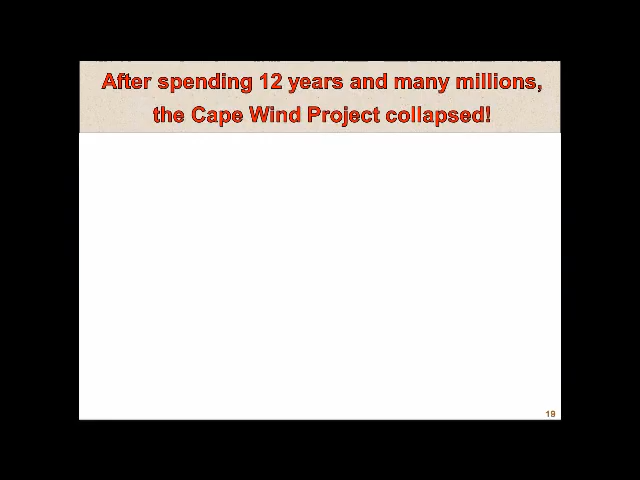 After spending 12 years and many millions,
the Cape Wind Project collapsed!
19